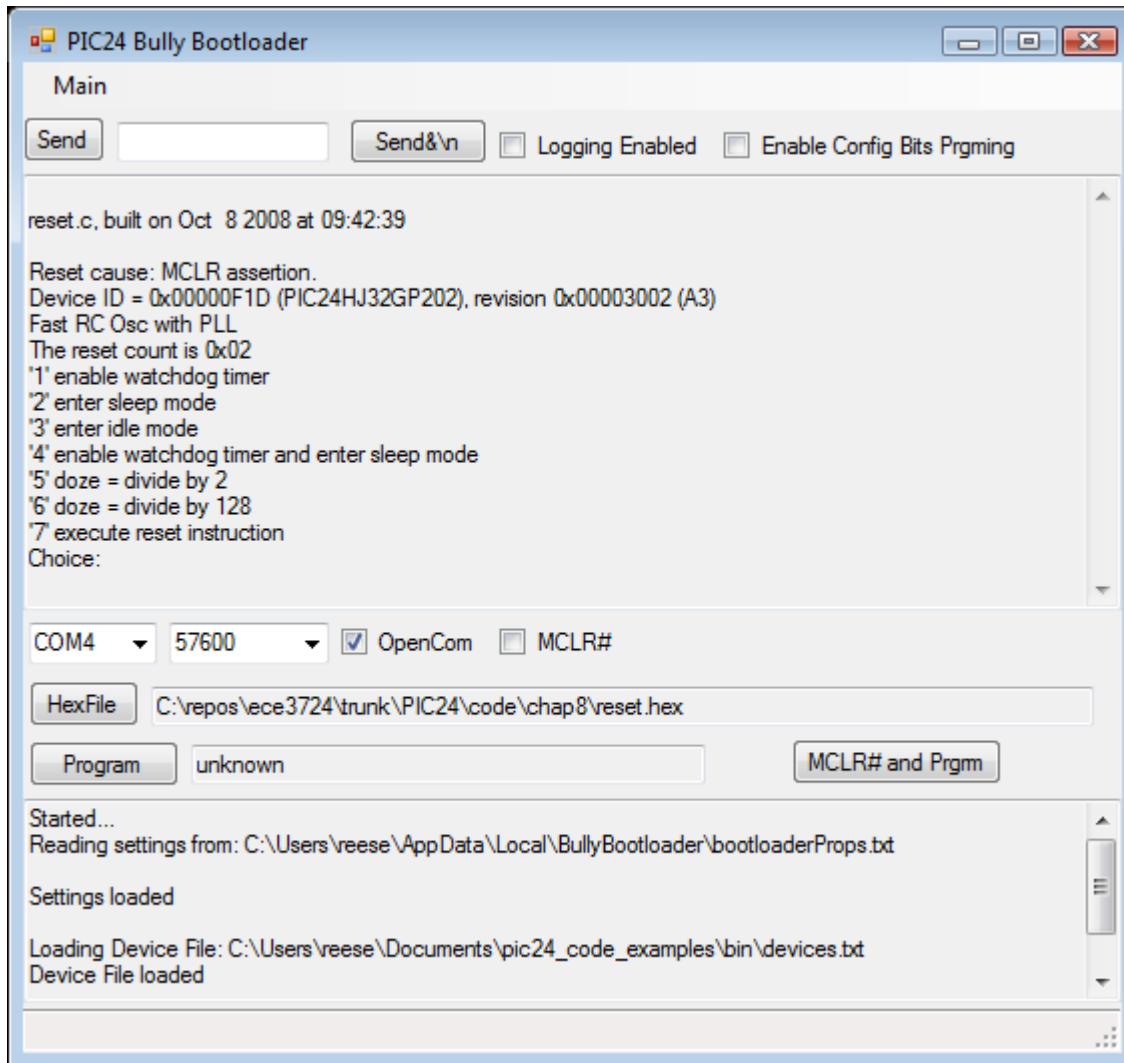 PIC24 Bully Bootloader
Main
Send Send&\n Logging Enabled Enable Config Bits Prgming
reset.c, built on Oct  8 2008 at 09:42:39
Reset cause: MCLR assertion.
Device ID = 0x00000F1D (PIC24HJ32GP202), revision 0x00003002 (A3)
Fast RC Osc with PLL
The reset count is 0x02
'1' enable watchdog timer
'2' enter sleep mode
'3' enter idle mode
'4' enable watchdog timer and enter sleep mode
'5' doze = divide by 2
'6' doze = divide by 128
'7' execute reset instruction
Choice:
COM4 57600 OpenCom MCLR#
HexFile C:\repos\ece3724\trunk\PIC24\code\chap8\reset.hex
Program unknown MCLR# and Prgrm
Started...
Reading settings from: C:\Users\reese\AppData\Local\BullyBootloader\bootloaderProps.txt
Settings loaded
Loading Device File: C:\Users\reese\Documents\pic24_code_examples\bin\devices.txt
Device File loaded